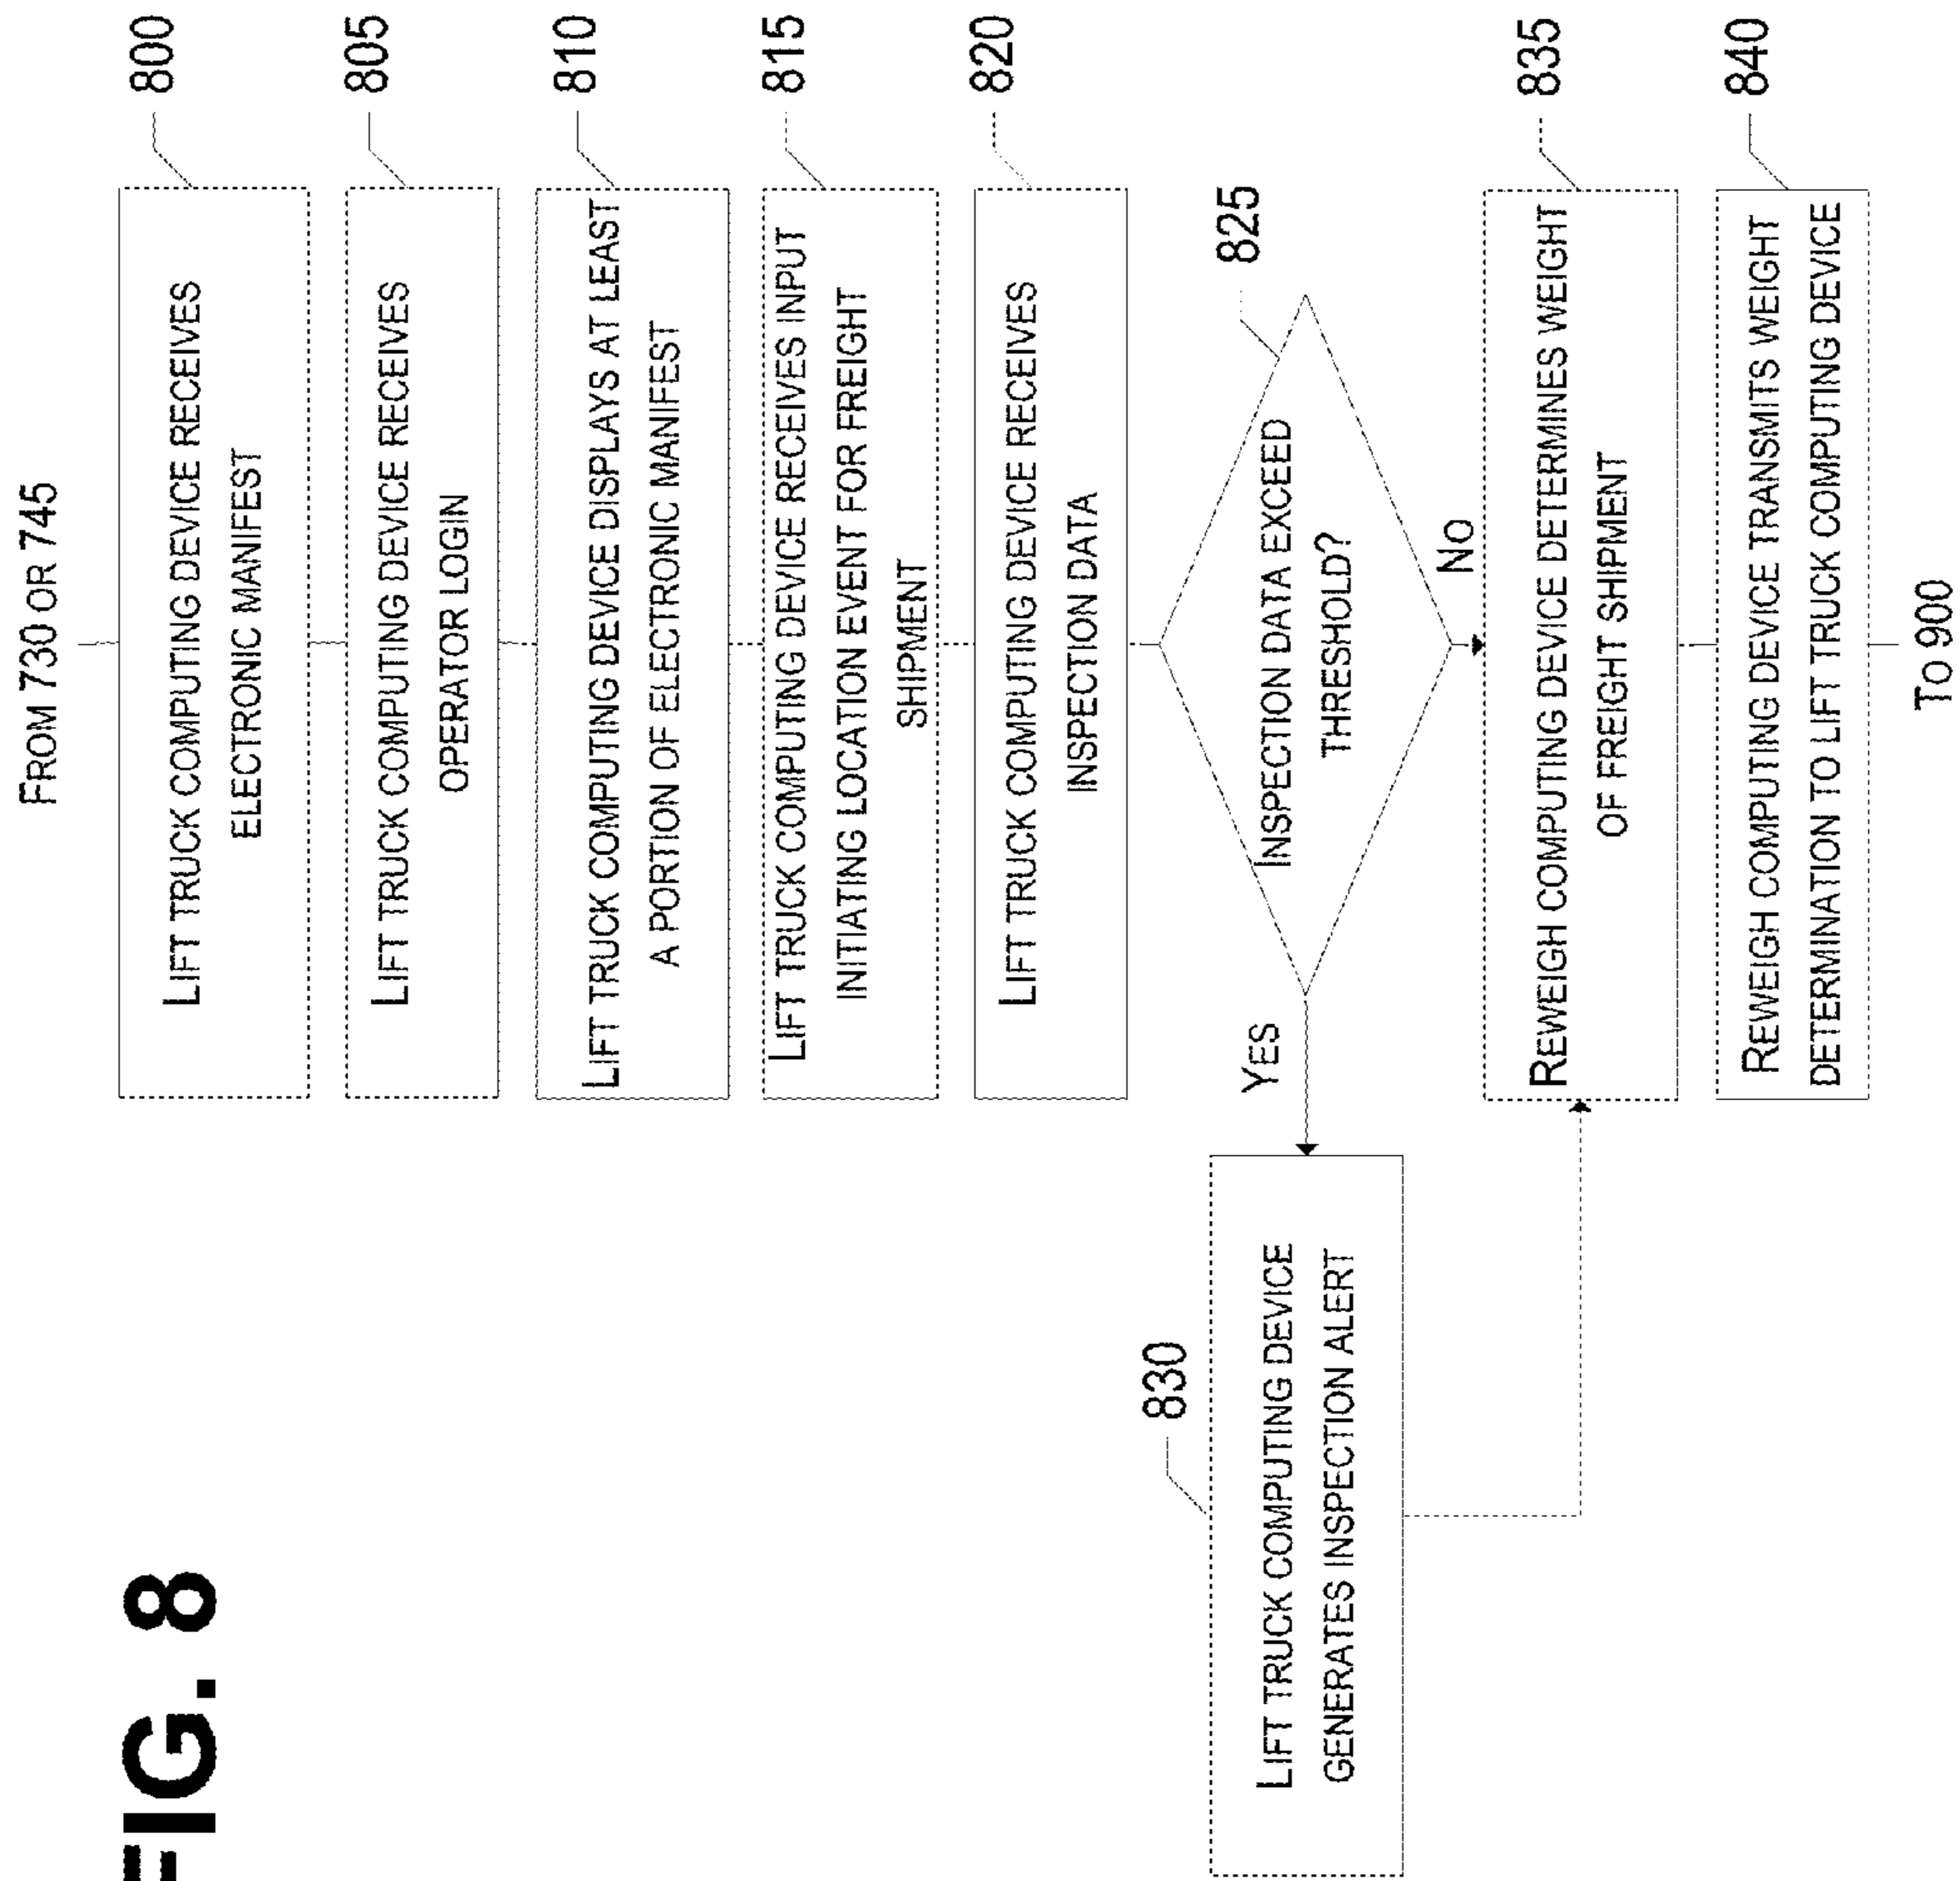 FIG. 8
FROM 730 OR 745
LIFT TRUCK COMPUTING DEVICE RECEIVES
ELECTRONIC MANIFEST
800
LIFT TRUCK COMPUTING DEVICE RECEIVES
OPERATOR LOGIN
805
LIFT TRUCK COMPUTING DEVICE DISPLAYS AT LEAST
A PORTION OF ELECTRONIC MANIFEST
810
LIFT TRUCK COMPUTING DEVICE RECEIVES INPUT
INITIATING LOCATION EVENT FOR FREIGHT
SHIPMENT
815
LIFT TRUCK COMPUTING DEVICE RECEIVES
INSPECTION DATA
820
INSPECTION DATA EXCEED
THRESHOLD?
825
YES
NO
LIFT TRUCK COMPUTING DEVICE
GENERATES INSPECTION ALERT
830
REWEIGH COMPUTING DEVICE DETERMINES WEIGHT
OF FREIGHT SHIPMENT
835
REWEIGH COMPUTING DEVICE TRANSMITS WEIGHT
DETERMINATION TO LIFT TRUCK COMPUTING DEVICE
840
TO 900